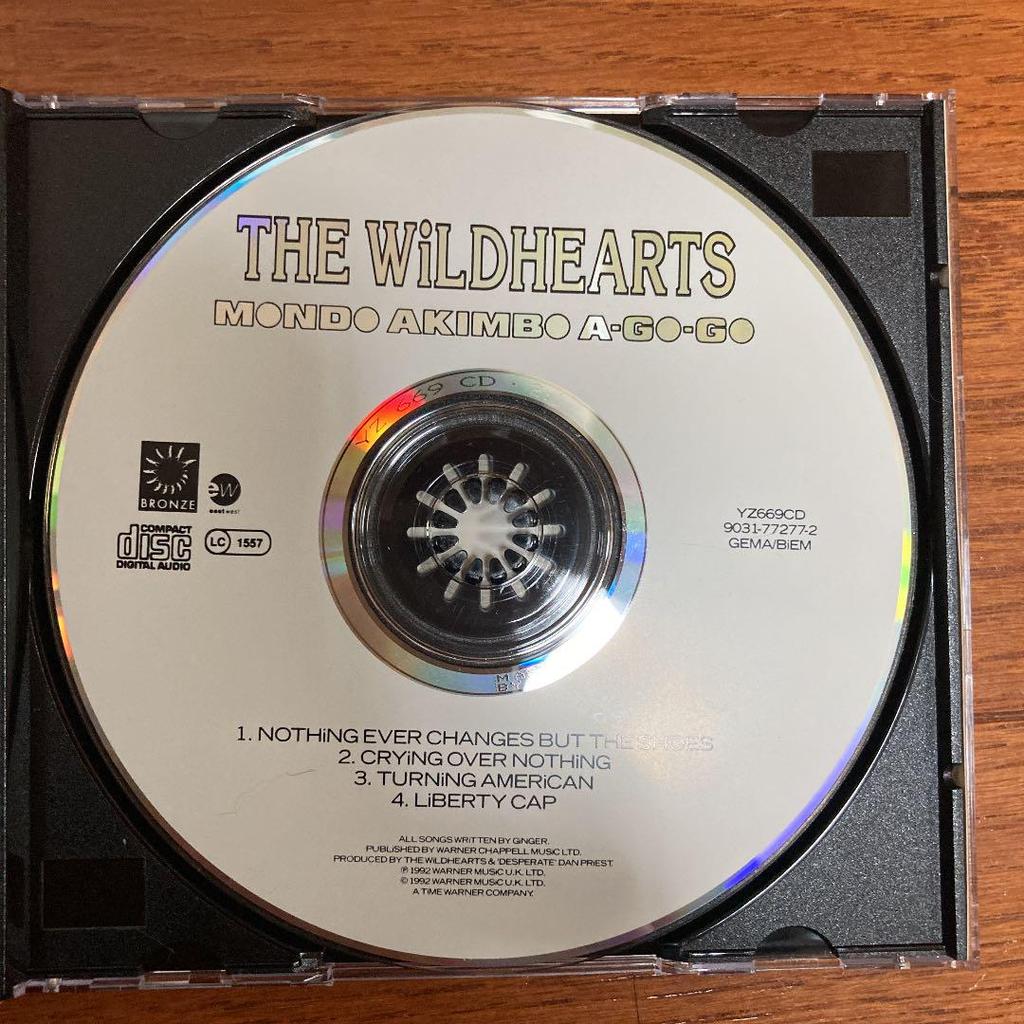 THE WiLDHEARTS
MONDO AKIMBO A-GO-GO
YZ 669 CD
BRONZE
ew
east west
COMPACT
disc
DIGITAL AUDIO
LC 1557
YZ669CD
9031-77277-2
GEMA/BiEM
1. NOTHiNG EVER CHANGES BUT THE SHOES
2. CRYiNG OVER NOTHiNG
3. TURNiNG AMERiCAN
4. LiBERTY CAP
ALL SONGS WRiTTEN BY GiNGER.
PUBLiSHED BY WARNER CHAPPELL MUSiC LTD.
PRODUCED BY THE WiLDHEARTS & 'DESPERATE' DAN PRiEST.
℗ 1992 WARNER MUSiC U.K. LTD.
© 1992 WARNER MUSiC U.K. LTD.
A TiME WARNER COMPANY.